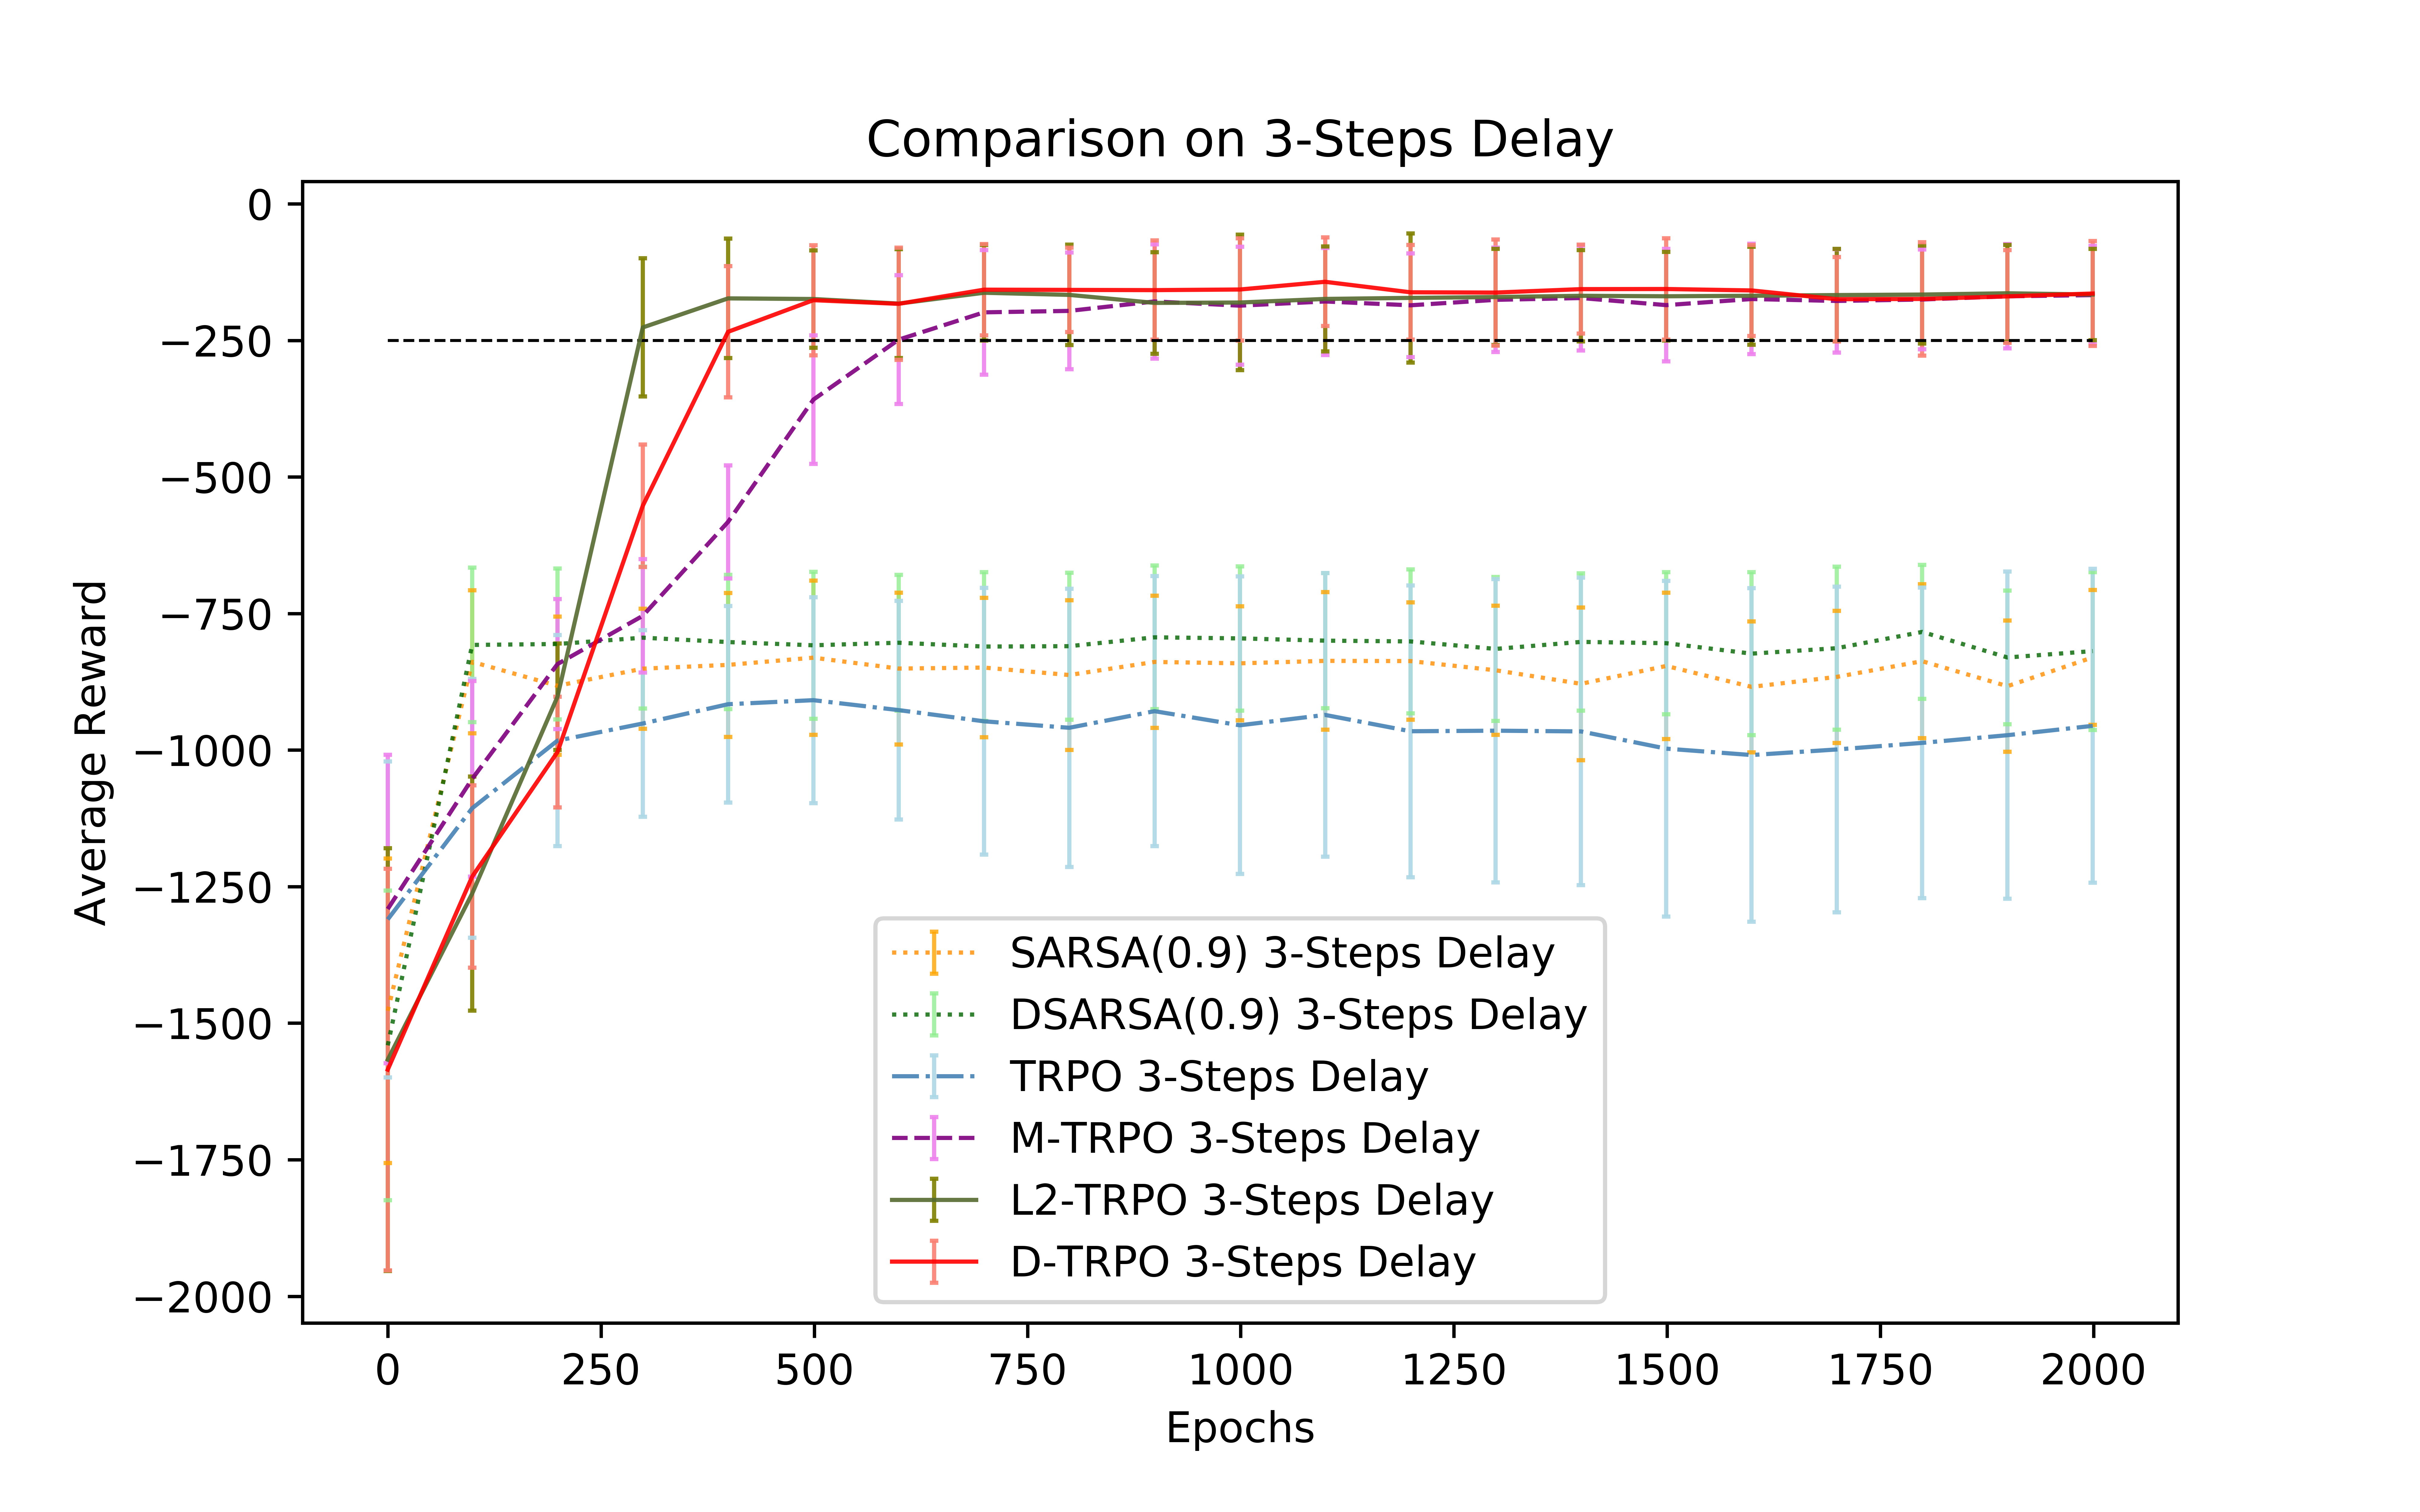 Comparison on 3-Steps Delay
Average Reward
0
−250
−500
−750
−1000
−1250
−1500
−1750
−2000
SARSA(0.9) 3-Steps Delay
DSARSA(0.9) 3-Steps Delay
TRPO 3-Steps Delay
M-TRPO 3-Steps Delay
L2-TRPO 3-Steps Delay
D-TRPO 3-Steps Delay
0 250 500 750 1000 1250 1500 1750 2000
Epochs